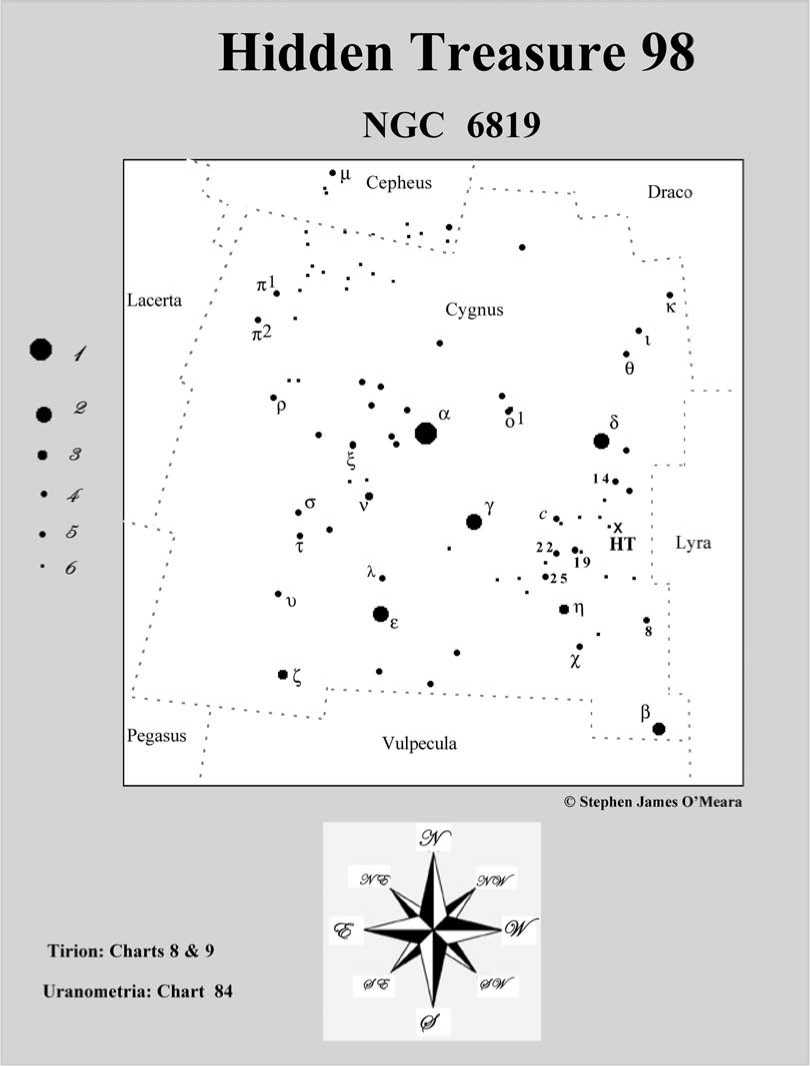 Hidden Treasure 98
NGC 6819
μ
Cepheus
Draco
π1
Lacerta
κ
Cygnus
π2
ι
θ
1
2
ρ
α
ο1
δ
3
ξ
14
4
ν
σ
γ
c
x
5
τ
22
HT
Lyra
19
6
λ
25
υ
ε
η
8
χ
ζ
β
Pegasus
Vulpecula
© Stephen James O'Meara
N
NE
NW
E
W
Tirion: Charts 8 & 9
SE
SW
Uranometria: Chart 84
S